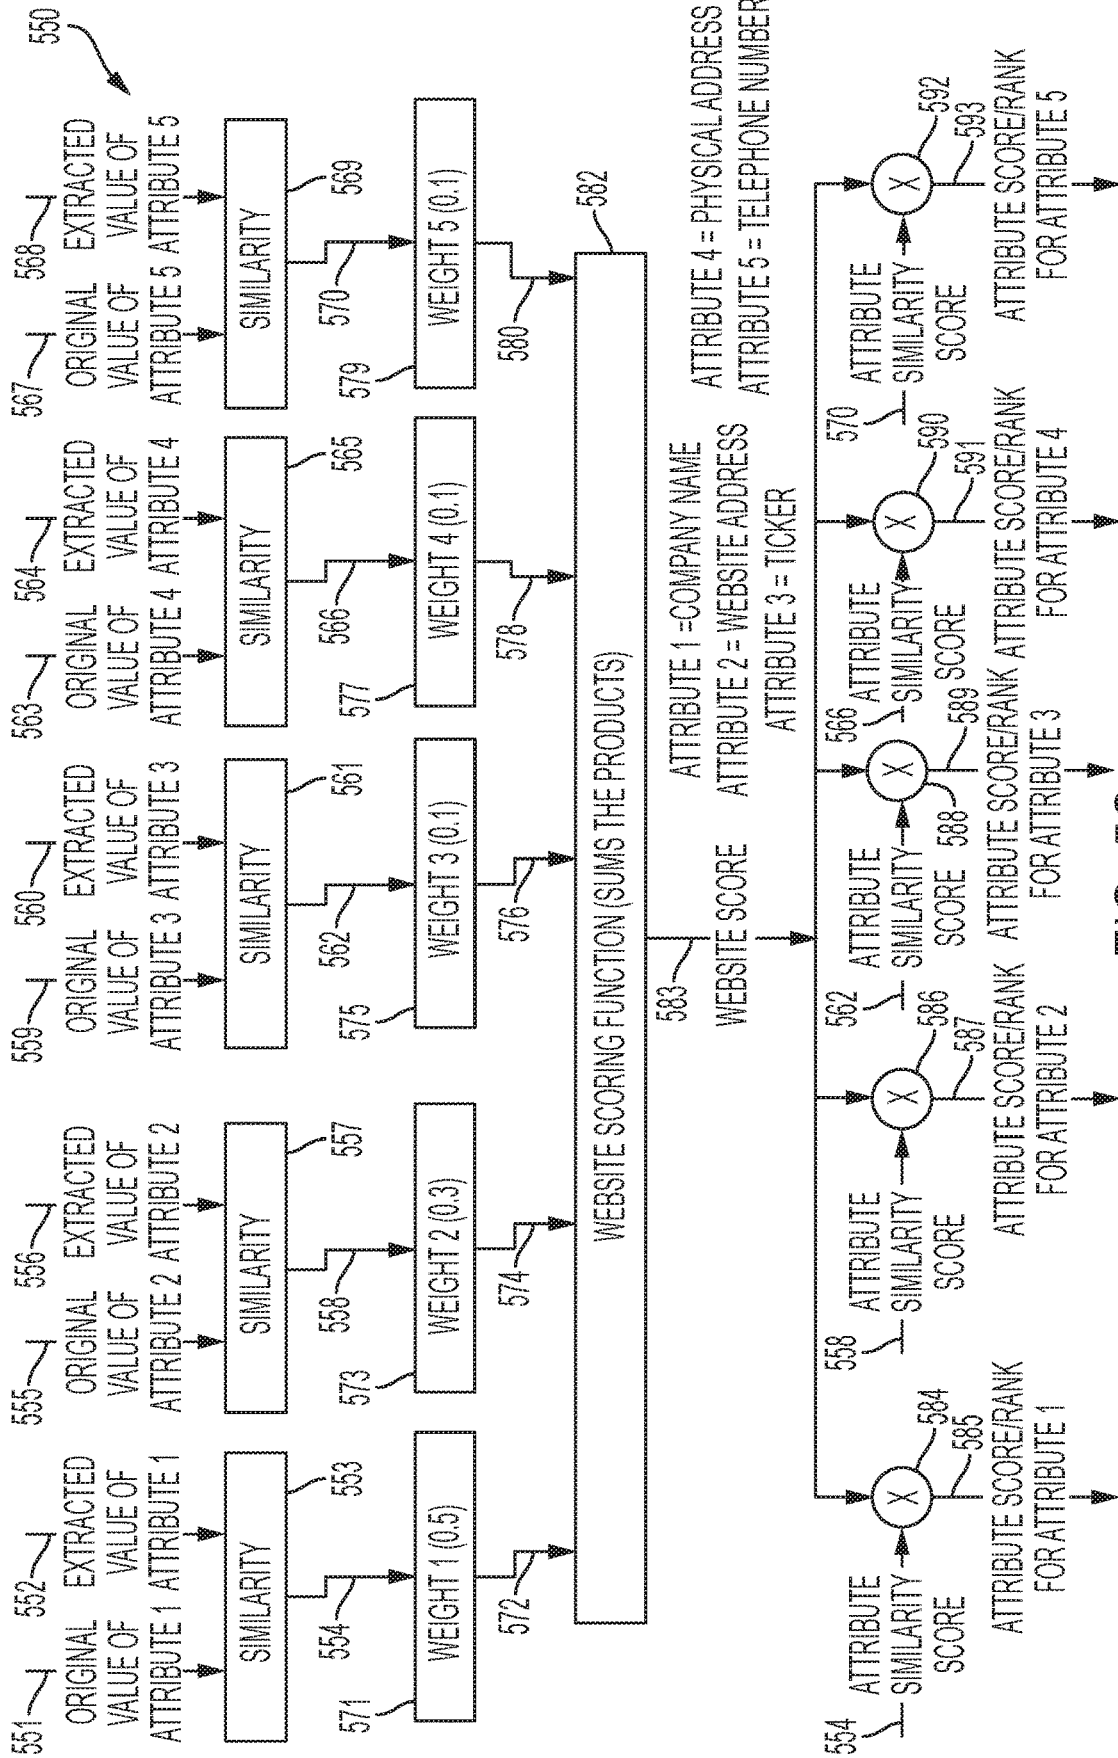 550
551
ORIGINAL
VALUE OF
ATTRIBUTE 1
552
EXTRACTED
VALUE OF
ATTRIBUTE 1
555
ORIGINAL
VALUE OF
ATTRIBUTE 2
556
EXTRACTED
VALUE OF
ATTRIBUTE 2
559
ORIGINAL
VALUE OF
ATTRIBUTE 3
560
EXTRACTED
VALUE OF
ATTRIBUTE 3
563
ORIGINAL
VALUE OF
ATTRIBUTE 4
564
EXTRACTED
VALUE OF
ATTRIBUTE 4
567
ORIGINAL
VALUE OF
ATTRIBUTE 5
568
EXTRACTED
VALUE OF
ATTRIBUTE 5
SIMILARITY
553
SIMILARITY
557
SIMILARITY
561
SIMILARITY
565
SIMILARITY
569
554
558
562
566
570
571
WEIGHT 1 (0.5)
573
WEIGHT 2 (0.3)
575
WEIGHT 3 (0.1)
577
WEIGHT 4 (0.1)
579
WEIGHT 5 (0.1)
572
574
576
578
580
WEBSITE SCORING FUNCTION (SUMS THE PRODUCTS)
582
583
WEBSITE SCORE
ATTRIBUTE 1 =COMPANY NAME
ATTRIBUTE 2 = WEBSITE ADDRESS
ATTRIBUTE 3 = TICKER
ATTRIBUTE 4 = PHYSICAL ADDRESS
ATTRIBUTE 5 = TELEPHONE NUMBER
554
ATTRIBUTE
SIMILARITY
SCORE
X
584
585
ATTRIBUTE SCORE/RANK
FOR ATTRIBUTE 1
558
ATTRIBUTE
SIMILARITY
SCORE
X
586
587
ATTRIBUTE SCORE/RANK
FOR ATTRIBUTE 2
562
ATTRIBUTE
SIMILARITY
SCORE
X
588
589
ATTRIBUTE SCORE/RANK
FOR ATTRIBUTE 3
566
ATTRIBUTE
SIMILARITY
SCORE
X
590
591
ATTRIBUTE SCORE/RANK
FOR ATTRIBUTE 4
570
ATTRIBUTE
SIMILARITY
SCORE
X
592
593
ATTRIBUTE SCORE/RANK
FOR ATTRIBUTE 5